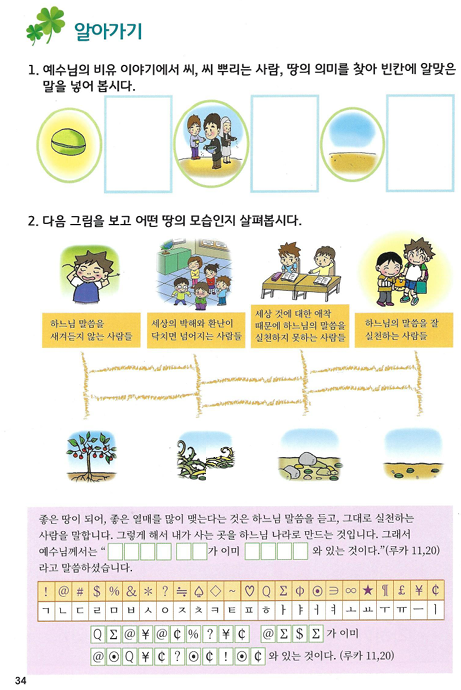 알아가기
1. 예수님의 비유 이야기에서 씨, 씨 뿌리는 사람, 땅의 의미를 찾아 빈칸에 알맞은
말을 넣어 봅시다.
2. 다음 그림을 보고 어떤 땅의 모습인지 살펴봅시다.
하느님 말씀을
새겨듣지 않는 사람들
세상의 박해와 환난이
닥치면 넘어지는 사람들
세상 것에 대한 애착
때문에 하느님의 말씀을
실천하지 못하는 사람들
하느님의 말씀을 잘
실천하는 사람들
좋은 땅이 되어, 좋은 열매를 많이 맺는다는 것은 하느님 말씀을 듣고, 그대로 실천하는
사람을 말합니다. 그렇게 해서 내가 사는 곳을 하느님 나라로 만드는 것입니다. 그래서
예수님께서는 “□□□□ □□가 이미 □□□□와 있는 것이다.”(루카 11,20)
라고 말씀하셨습니다.
! @ # $ % & * ? ≒ ♤ ◇ ~ ♡ Q Σ Φ ⊙ ∋ ∞ ★ ¶ £ ¥ ₵
ㄱ ㄴ ㄷ ㄹ ㅁ ㅂ ㅅ ㅇ ㅈ ㅊ ㅋ ㅌ ㅍ ㅎ ㅏ ㅑ ㅓ ㅕ ㅗ ㅛ ㅜ ㅠ ㅡ ㅣ
Q Σ @ ¥ @ ₵ % ? ¥ ₵ @ Σ $ Σ 가 이미
@ ⊙ Q ¥ ₵ ? ⊙ ₵ ! ⊙ ₵ 와 있는 것이다. (루카 11,20)
34